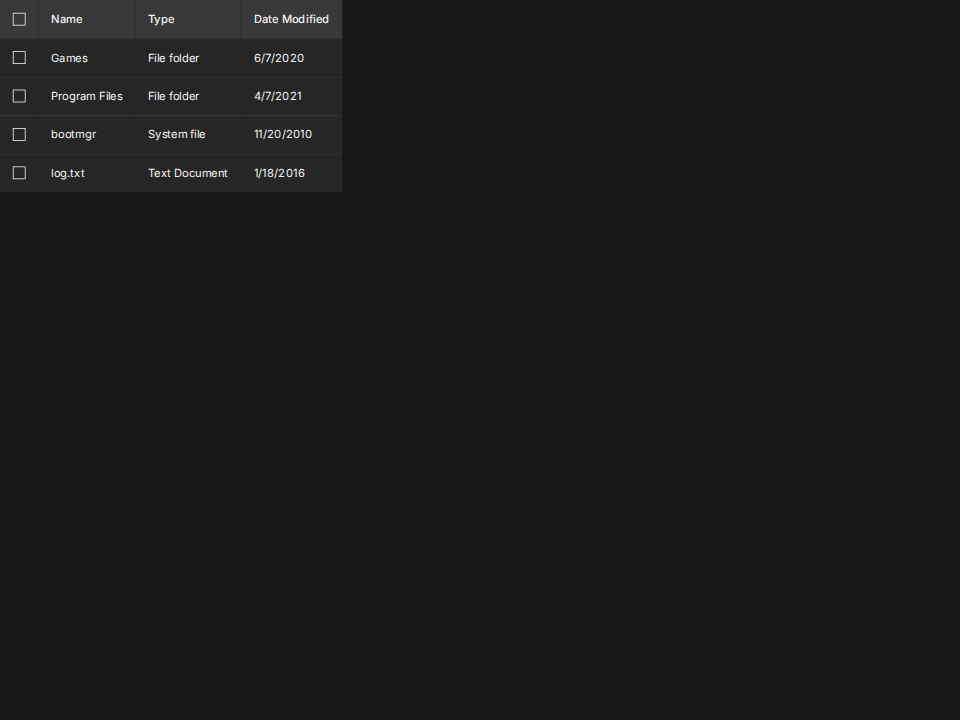 Name Type Date Modified
Games File folder 6/7/2020
Program Files File folder 4/7/2021
bootmgr System file 11/20/2010
log.txt Text Document 1/18/2016